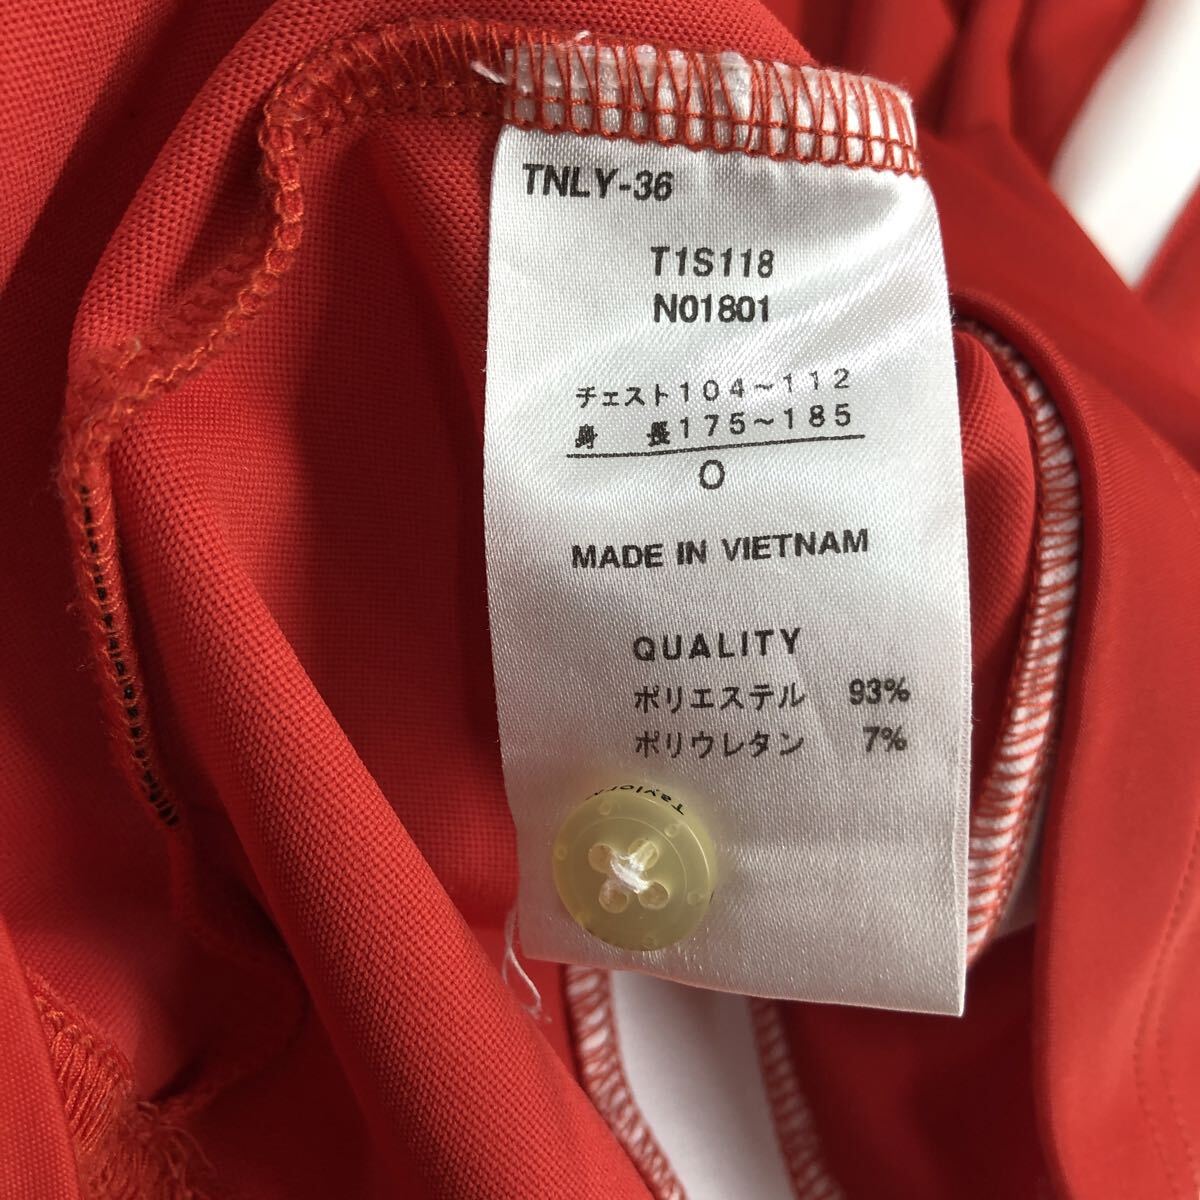 TNLY-36
T1S118
N01801
チェスト104~112
身 長175~185
O
MADE IN VIETNAM
QUALITY
ポリエステル 93%
ポリウレタン 7%